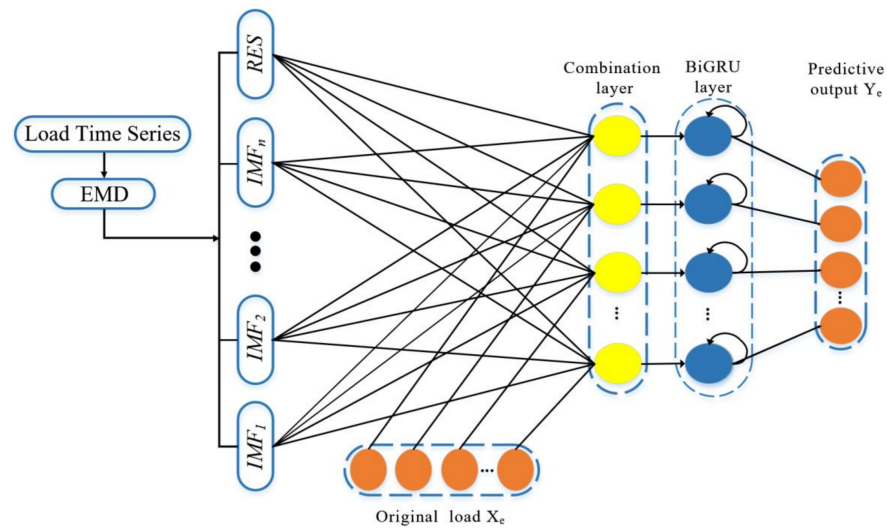 RES
Combination
layer
BiGRU
layer
Predictive
output Yₑ
Load Time Series
EMD
IMFₙ
IMF₂
IMF₁
Original load Xₑ